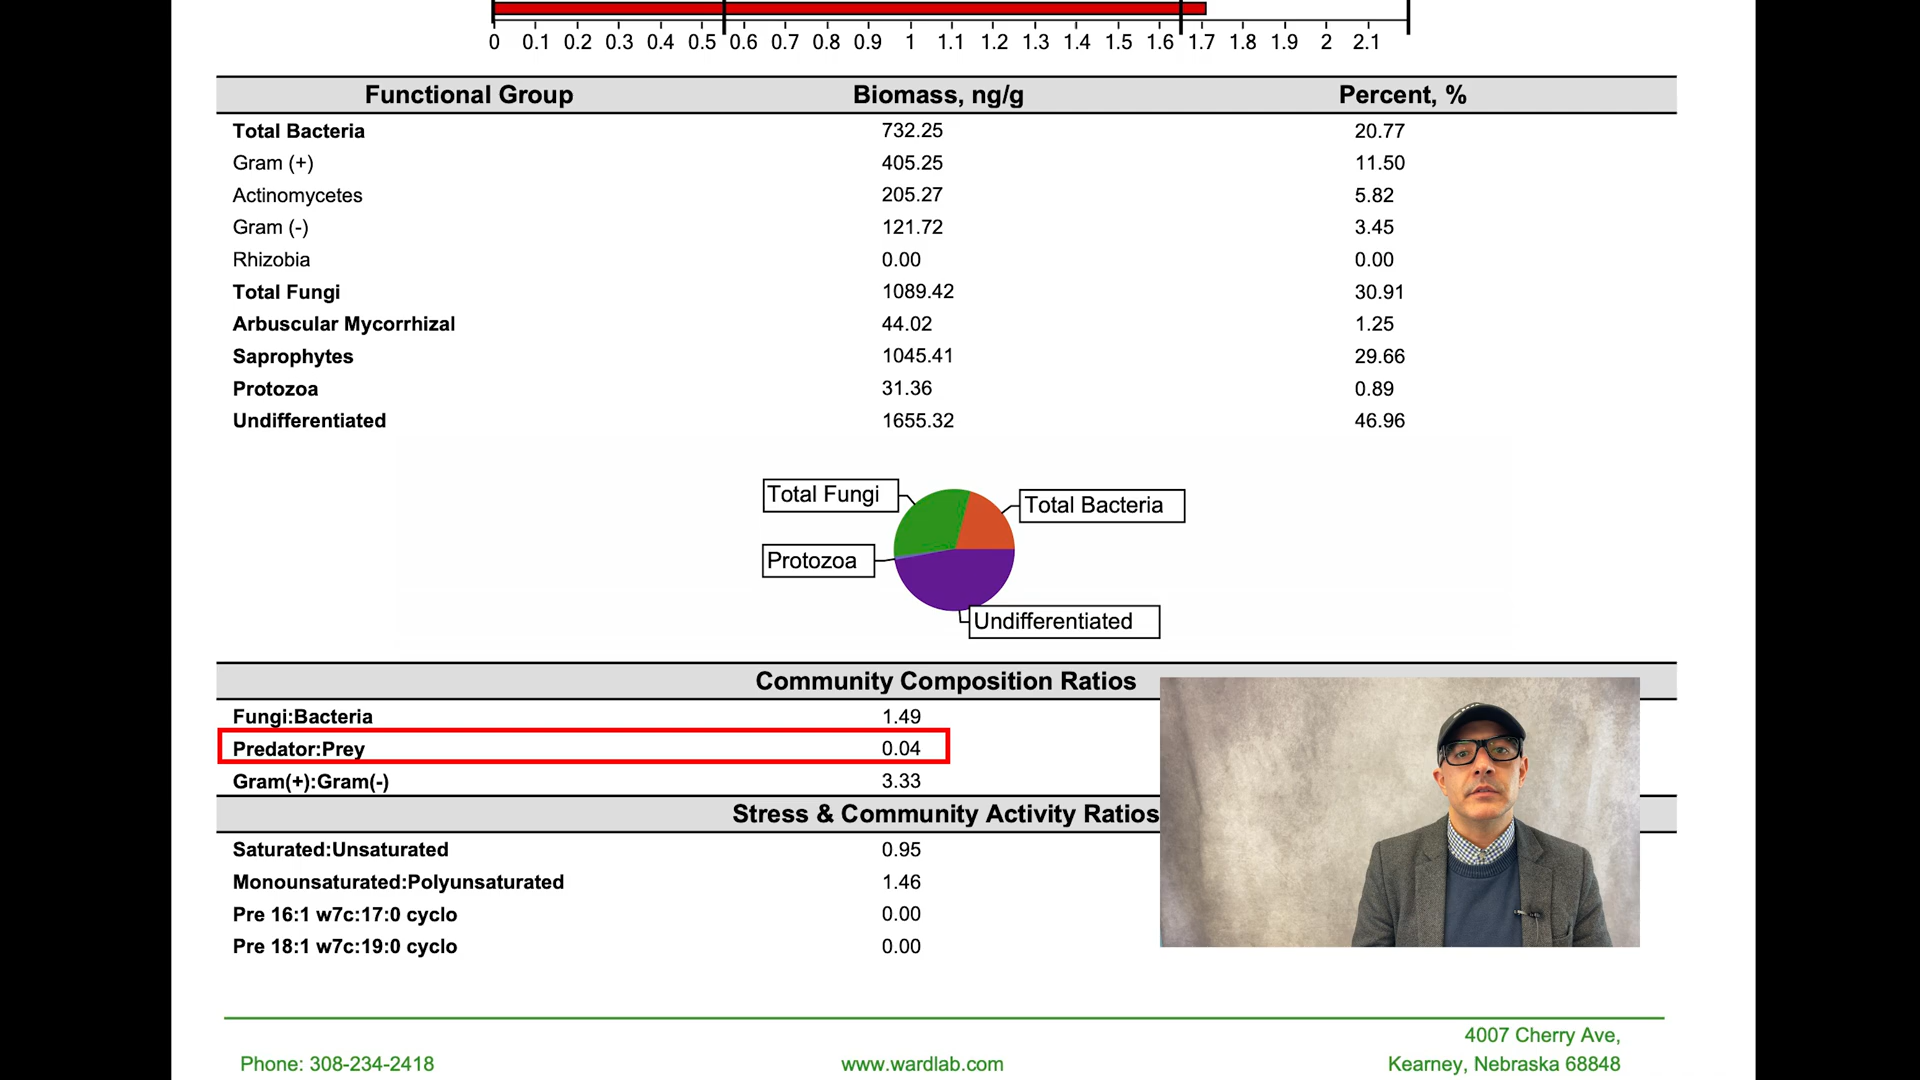 0 0.1 0.2 0.3 0.4 0.5 0.6 0.7 0.8 0.9 1 1.1 1.2 1.3 1.4 1.5 1.6 1.7 1.8 1.9 2 2.1
Functional Group Biomass, ng/g Percent, %
Total Bacteria 732.25 20.77
Gram (+) 405.25 11.50
Actinomycetes 205.27 5.82
Gram (-) 121.72 3.45
Rhizobia 0.00 0.00
Total Fungi 1089.42 30.91
Arbuscular Mycorrhizal 44.02 1.25
Saprophytes 1045.41 29.66
Protozoa 31.36 0.89
Undifferentiated 1655.32 46.96
Total Fungi
Total Bacteria
Protozoa
Undifferentiated
Community Composition Ratios
Fungi:Bacteria 1.49
Predator:Prey 0.04
Gram(+):Gram(-) 3.33
Stress & Community Activity Ratios
Saturated:Unsaturated 0.95
Monounsaturated:Polyunsaturated 1.46
Pre 16:1 w7c:17:0 cyclo 0.00
Pre 18:1 w7c:19:0 cyclo 0.00
4007 Cherry Ave,
Phone: 308-234-2418 www.wardlab.com Kearney, Nebraska 68848